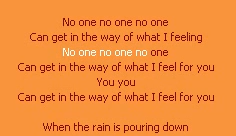 No one no one no one
Can get in the way of what I feeling
No one no one no one
Can get in the way of what I feel for you
You you
Can get in the way of what I feel for you
When the rain is pouring down